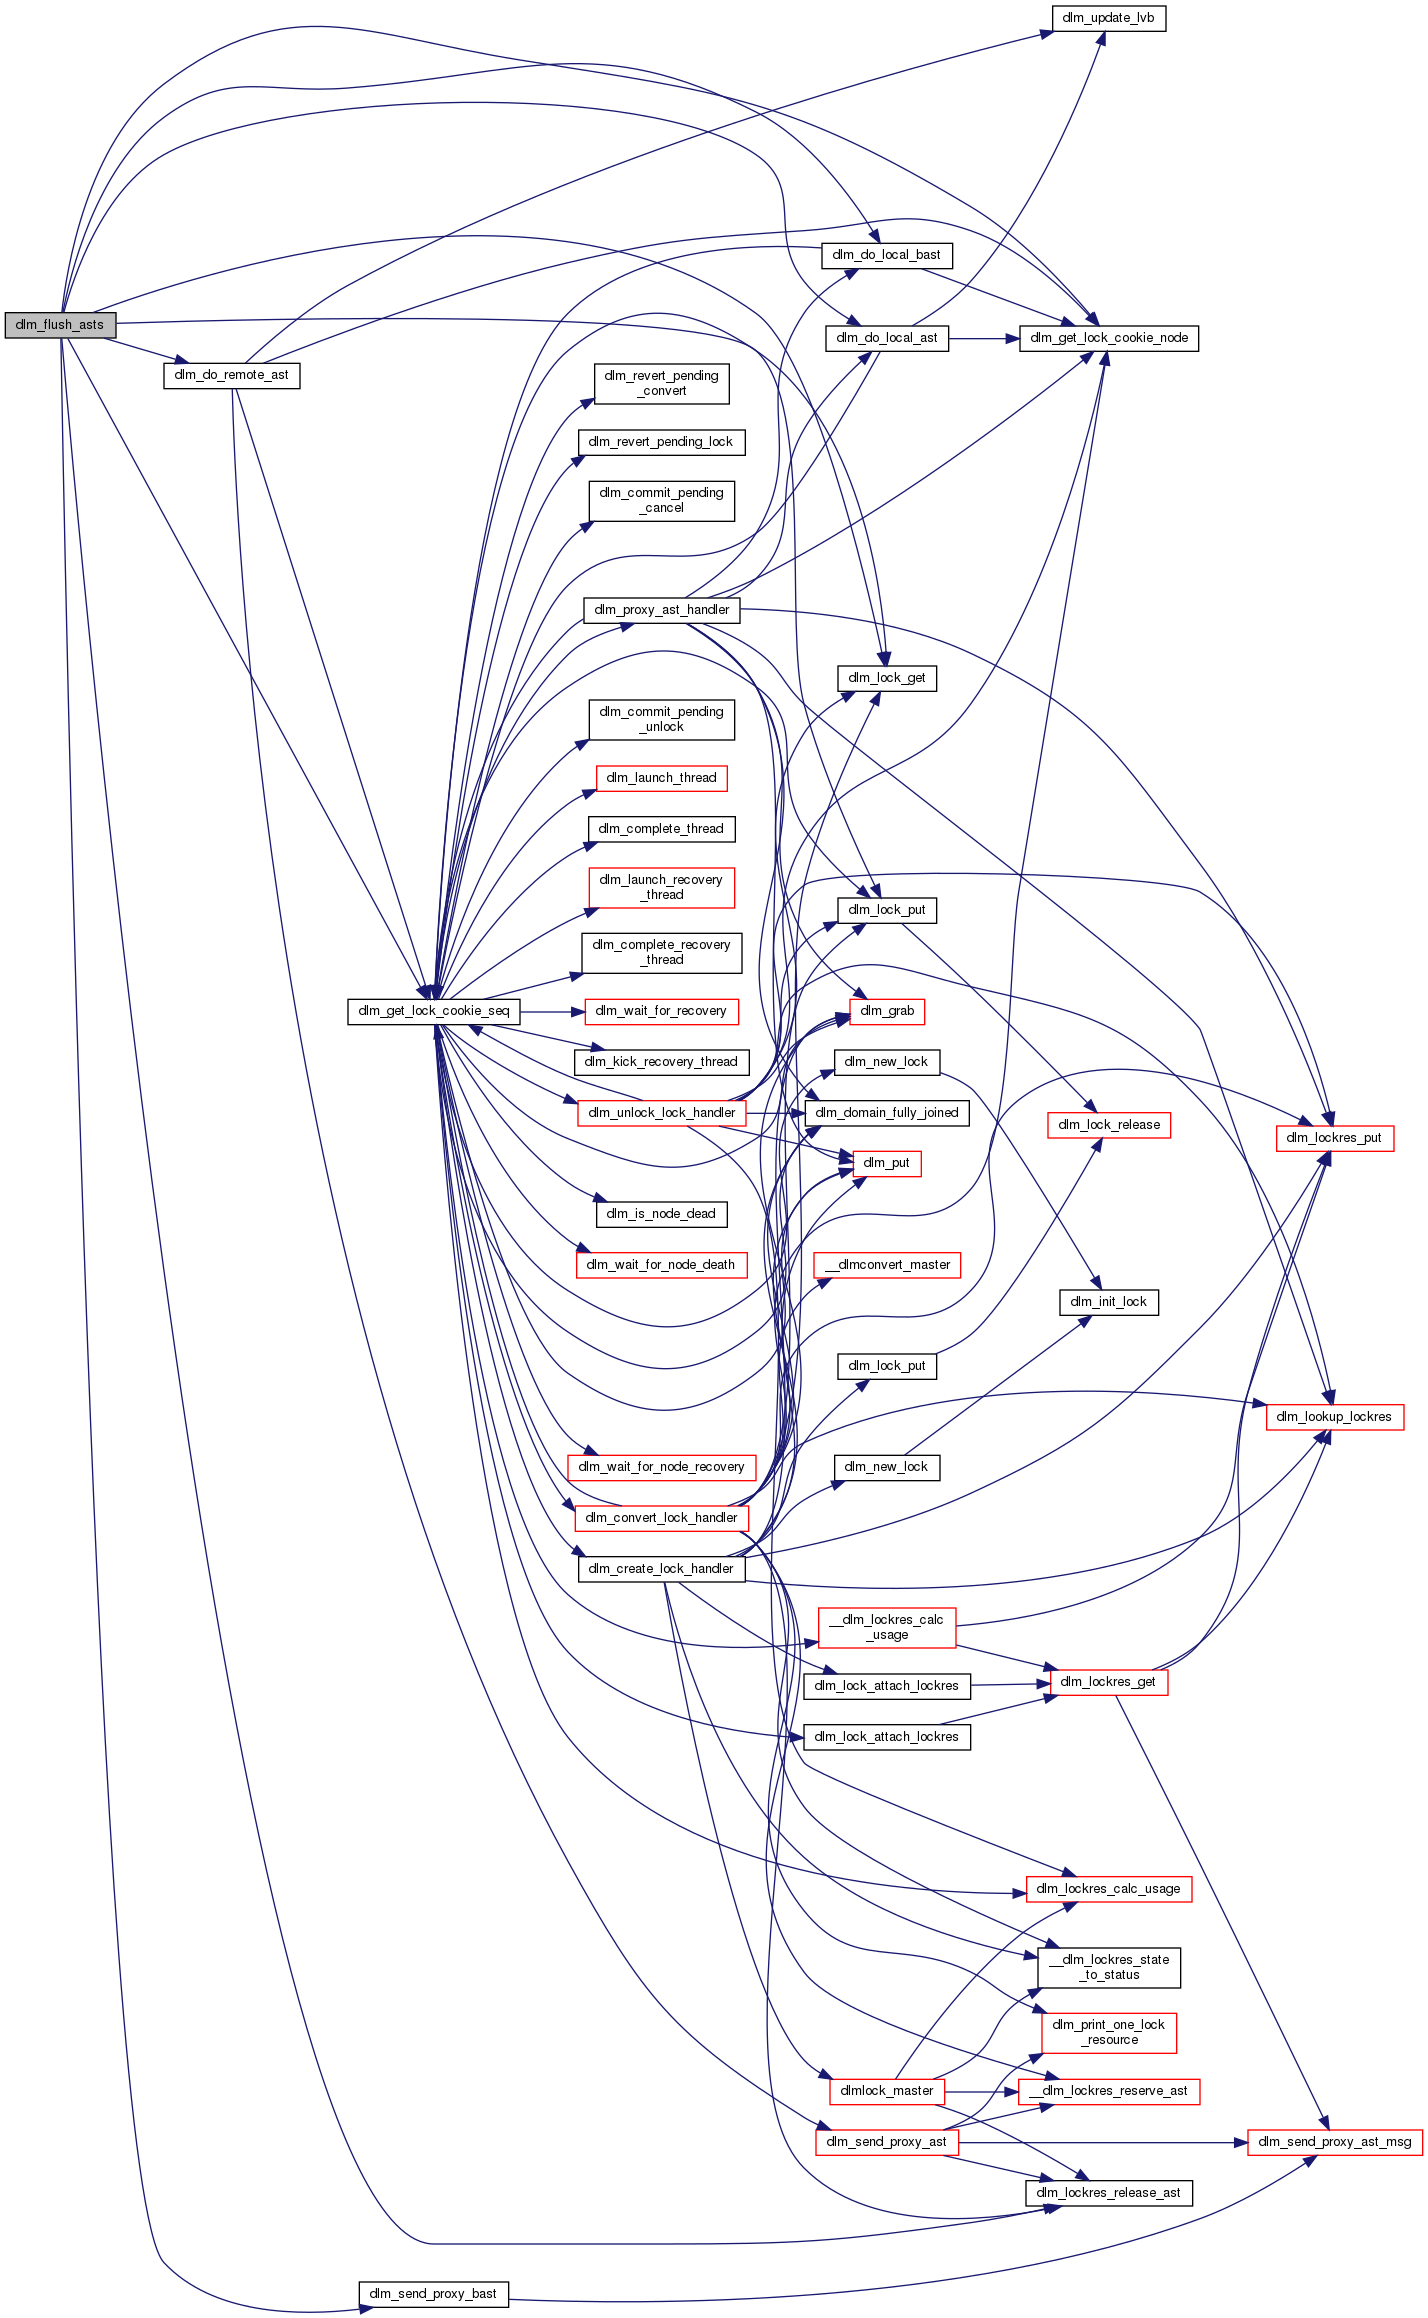 dlm_update_lvb
dlm_do_local_bast
dlm_flush_asts
dlm_do_local_ast
dlm_get_lock_cookie_node
dlm_do_remote_ast
dlm_revert_pending
_convert
dlm_revert_pending_lock
dlm_commit_pending
_cancel
dlm_proxy_ast_handler
dlm_lock_get
dlm_commit_pending
_unlock
dlm_launch_thread
dlm_complete_thread
dlm_launch_recovery
_thread
dlm_lock_put
dlm_complete_recovery
_thread
dlm_get_lock_cookie_seq
dlm_wait_for_recovery
dlm_grab
dlm_kick_recovery_thread
dlm_new_lock
dlm_unlock_lock_handler
dlm_domain_fully_joined
dlm_lock_release
dlm_lockres_put
dlm_put
dlm_is_node_dead
dlm_wait_for_node_death
__dlmconvert_master
dlm_init_lock
dlm_lock_put
dlm_lookup_lockres
dlm_wait_for_node_recovery
dlm_new_lock
dlm_convert_lock_handler
dlm_create_lock_handler
__dlm_lockres_calc
_usage
dlm_lock_attach_lockres
dlm_lockres_get
dlm_lock_attach_lockres
dlm_lockres_calc_usage
__dlm_lockres_state
_to_status
dlm_print_one_lock
_resource
dlmlock_master
__dlm_lockres_reserve_ast
dlm_send_proxy_ast
dlm_send_proxy_ast_msg
dlm_lockres_release_ast
dlm_send_proxy_bast